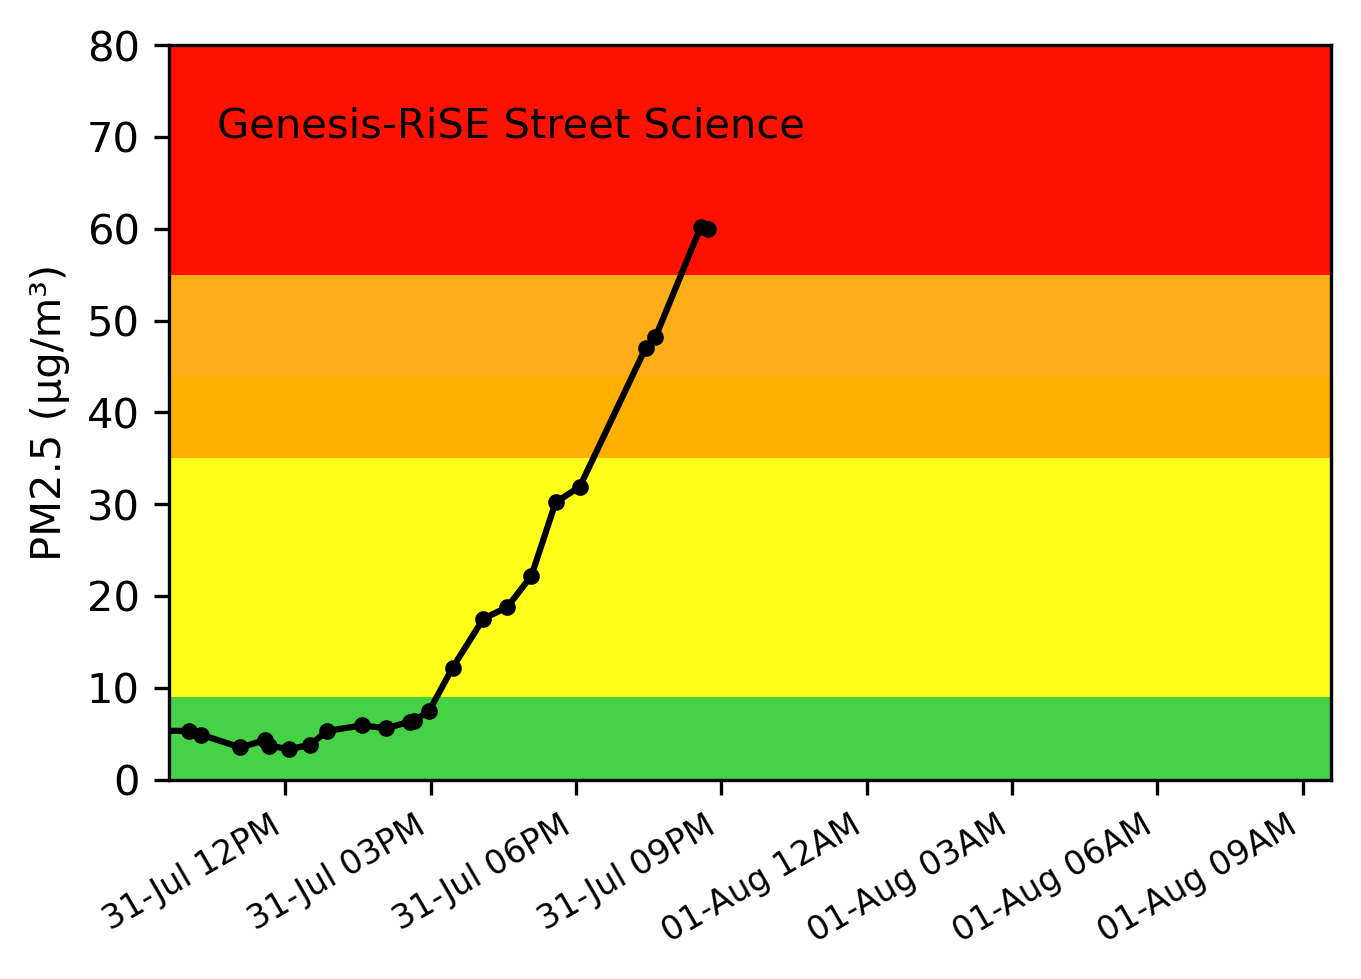 80
Genesis-RiSE Street Science
70
60
50
40
30
20
10
0
PM2.5 (µg/m³)
31-Jul 12PM
31-Jul 03PM
31-Jul 06PM
31-Jul 09PM
01-Aug 12AM
01-Aug 03AM
01-Aug 06AM
01-Aug 09AM